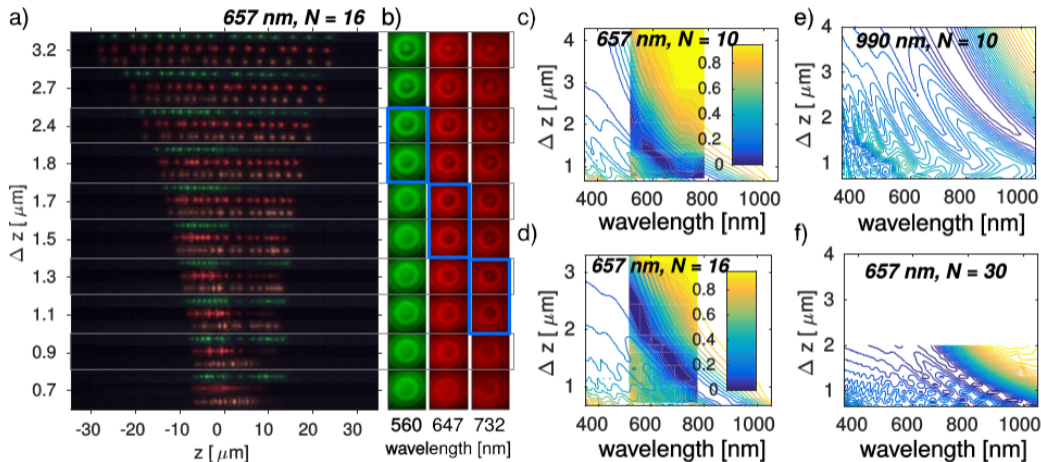 a)
657 nm, N = 16
3.2
2.7
2.4
1.8
1.7
1.5
1.3
1.1
0.9
0.7
Δ z [ μm]
-30 -20 -10 0 10 20 30
z [ μm]
b)
560 647 732
wavelength [nm]
c)
657 nm, N = 10
4
3
2
1
Δ z [ μm]
0.8
0.6
0.4
0.2
0
400 600 800 1000
wavelength [nm]
d)
657 nm, N = 16
3
2
1
Δ z [ μm]
0.8
0.6
0.4
0.2
0
400 600 800 1000
wavelength [nm]
e)
990 nm, N = 10
4
3
2
1
Δ z [ μm]
400 600 800 1000
wavelength [nm]
f)
657 nm, N = 30
4
3
2
1
Δ z [ μm]
400 600 800 1000
wavelength [nm]